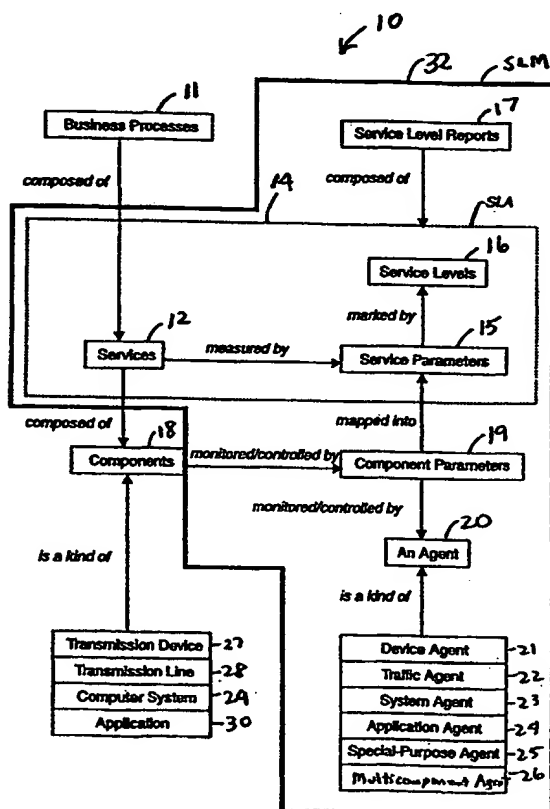 10
32
SLM
11
17
Business Processes
Service Level Reports
composed of
14
composed of
SLA
16
Service Levels
12
marked by
15
Services
measured by
Service Parameters
composed of
18
mapped into
19
Components
monitored/controlled by
Component Parameters
monitored/controlled by
20
An Agent
is a kind of
is a kind of
Transmission Device
27
Device Agent
21
Transmission Line
28
Traffic Agent
22
Computer System
29
System Agent
23
Application
30
Application Agent
24
Special-Purpose Agent
25
Multicomponent Agent
26